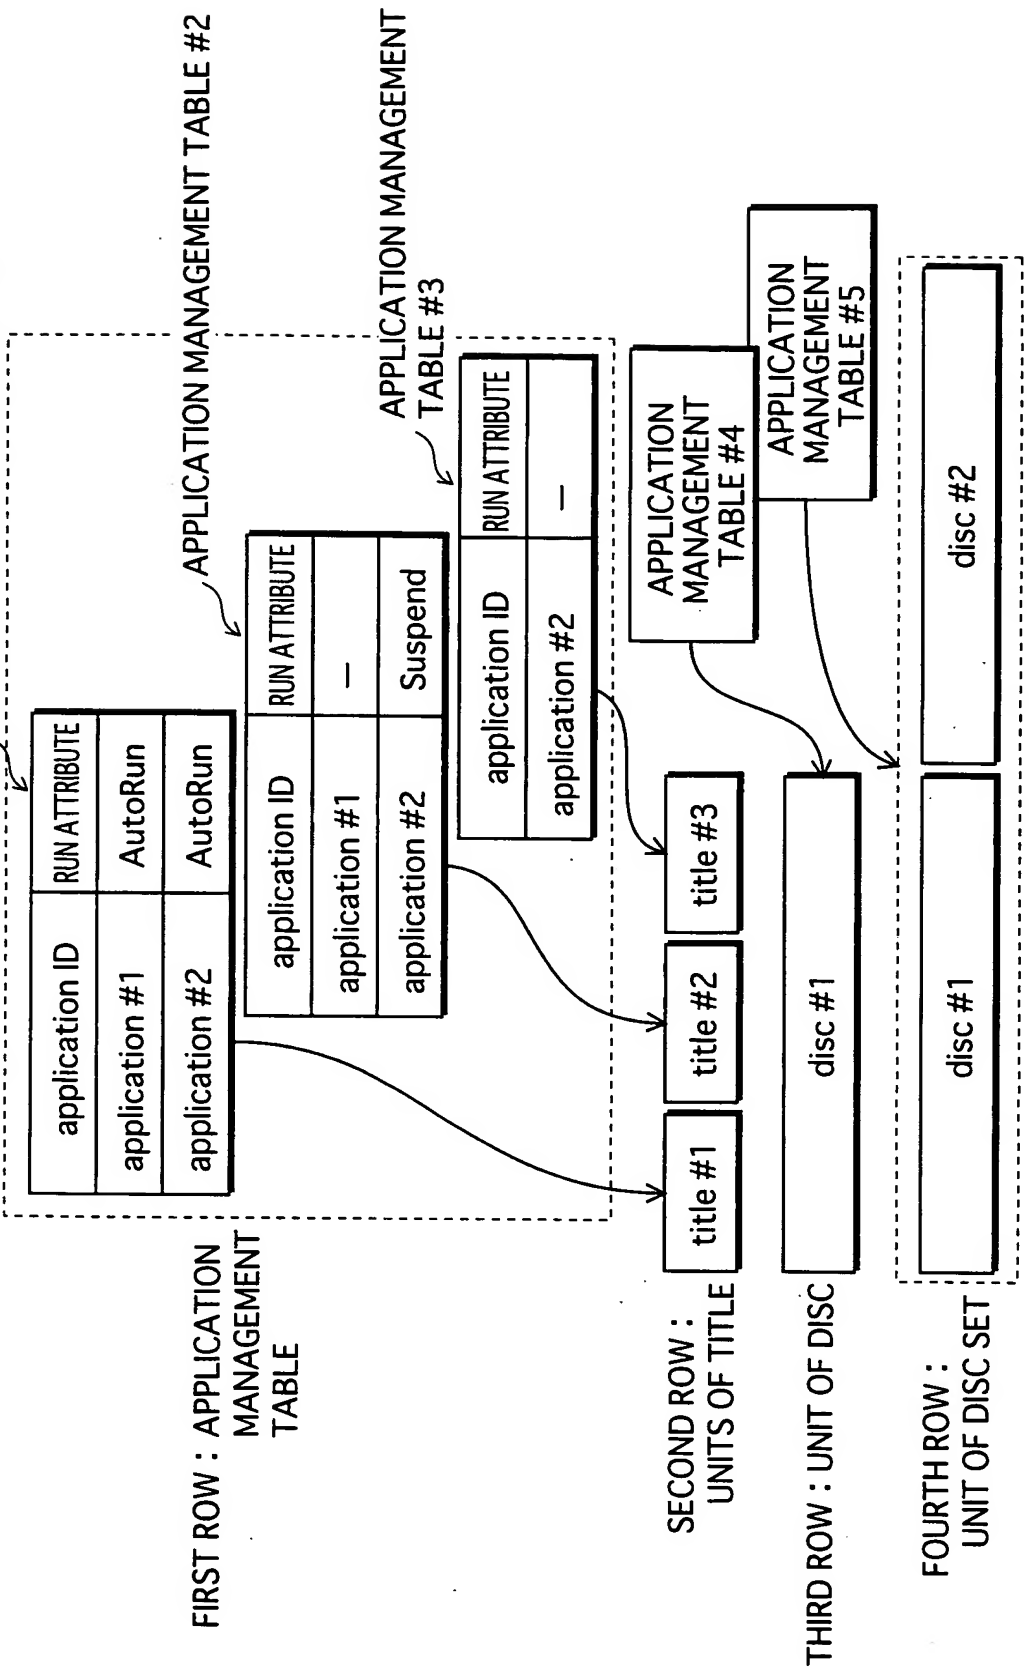 APPLICATION MANAGEMENT TABLE #2
APPLICATION MANAGEMENT
TABLE #3
FIRST ROW : APPLICATION
MANAGEMENT
TABLE
application ID RUN ATTRIBUTE
application #1 AutoRun
application #2 AutoRun
application ID RUN ATTRIBUTE
application #1 —
application #2 Suspend
application ID RUN ATTRIBUTE
application #2 —
APPLICATION
MANAGEMENT
TABLE #4
APPLICATION
MANAGEMENT
TABLE #5
SECOND ROW :
UNITS OF TITLE
title #1 title #2 title #3
THIRD ROW : UNIT OF DISC
disc #1
FOURTH ROW :
UNIT OF DISC SET
disc #1 disc #2